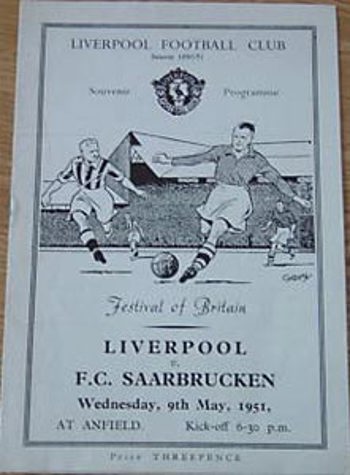 LIVERPOOL FOOTBALL CLUB
Season 1950/51
Souvenir Programme
Festival of Britain
LIVERPOOL
v.
F.C. SAARBRUCKEN
Wednesday, 9th May, 1951,
AT ANFIELD. Kick-off 6-30 p.m.
Price THREEPENCE